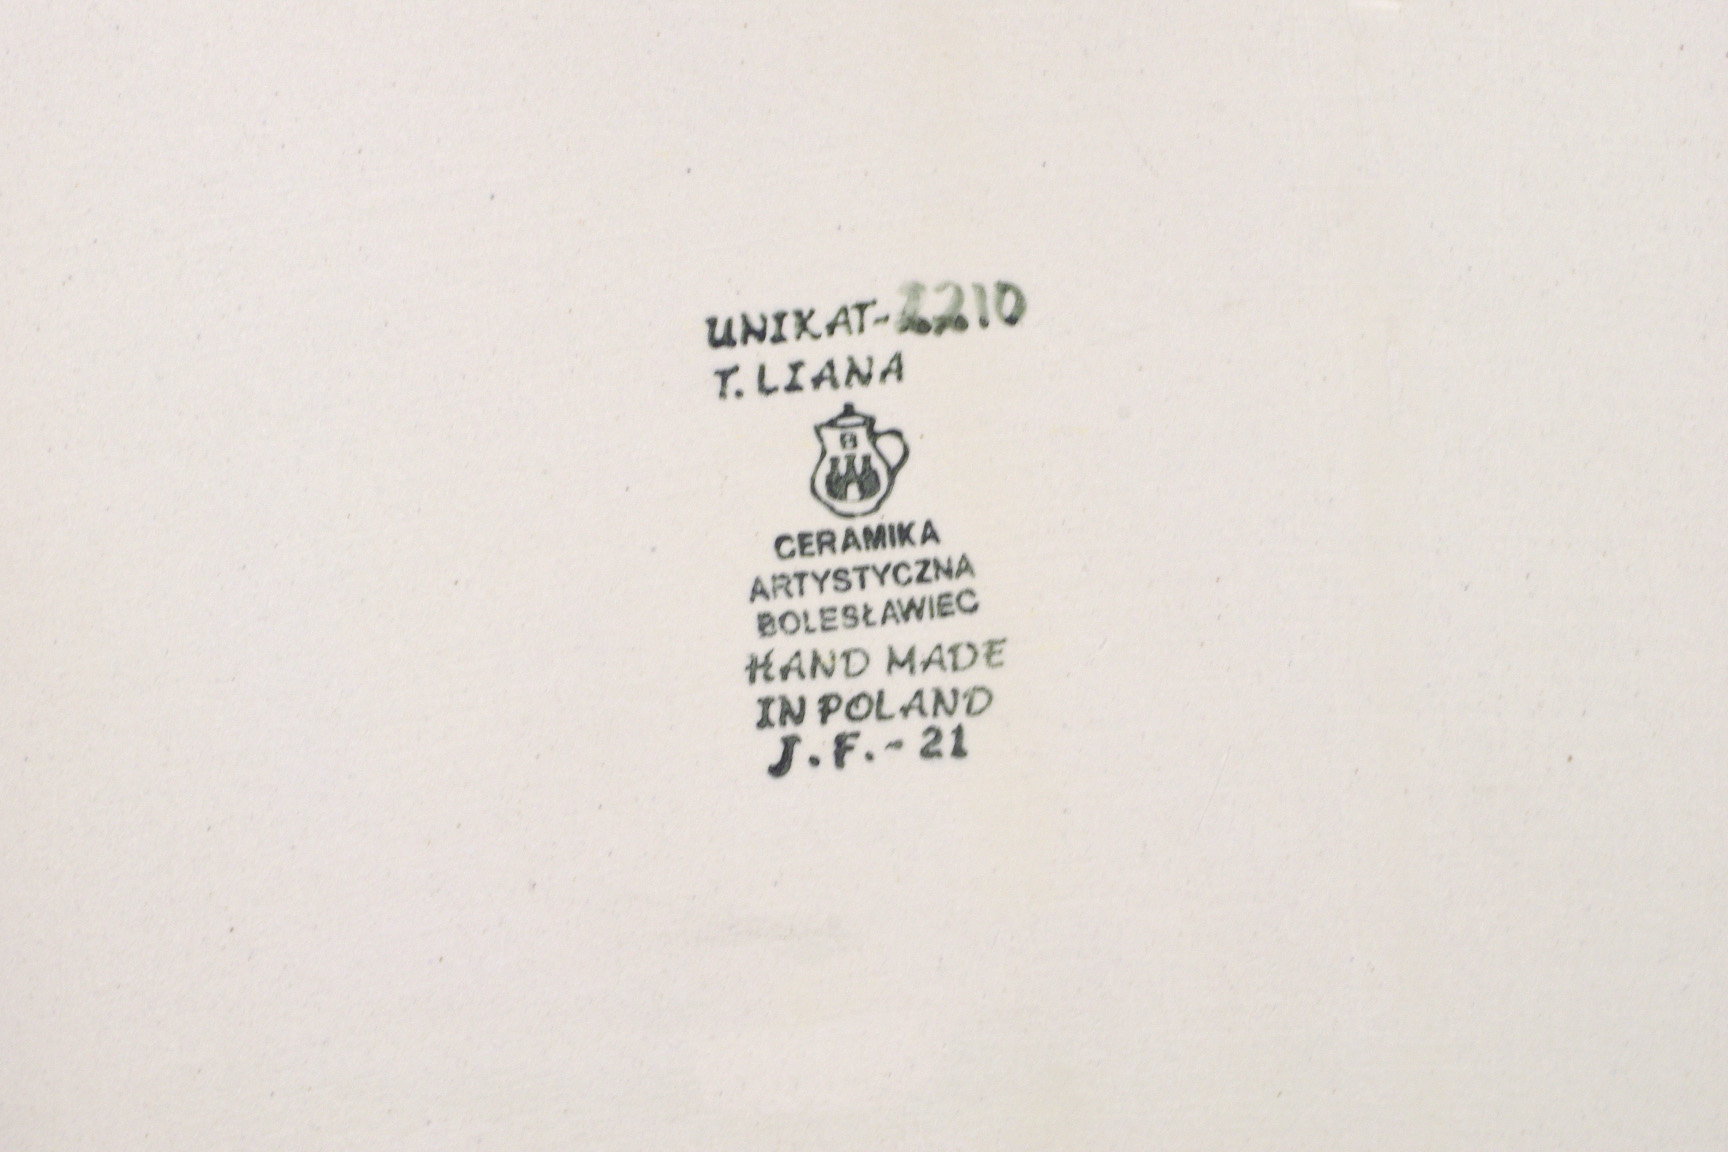 UNIKAT-2210
T. LIANA
B
CERAMIKA
ARTYSTYCZNA
BOLESŁAWIEC
HAND MADE
IN POLAND
J.F.-21